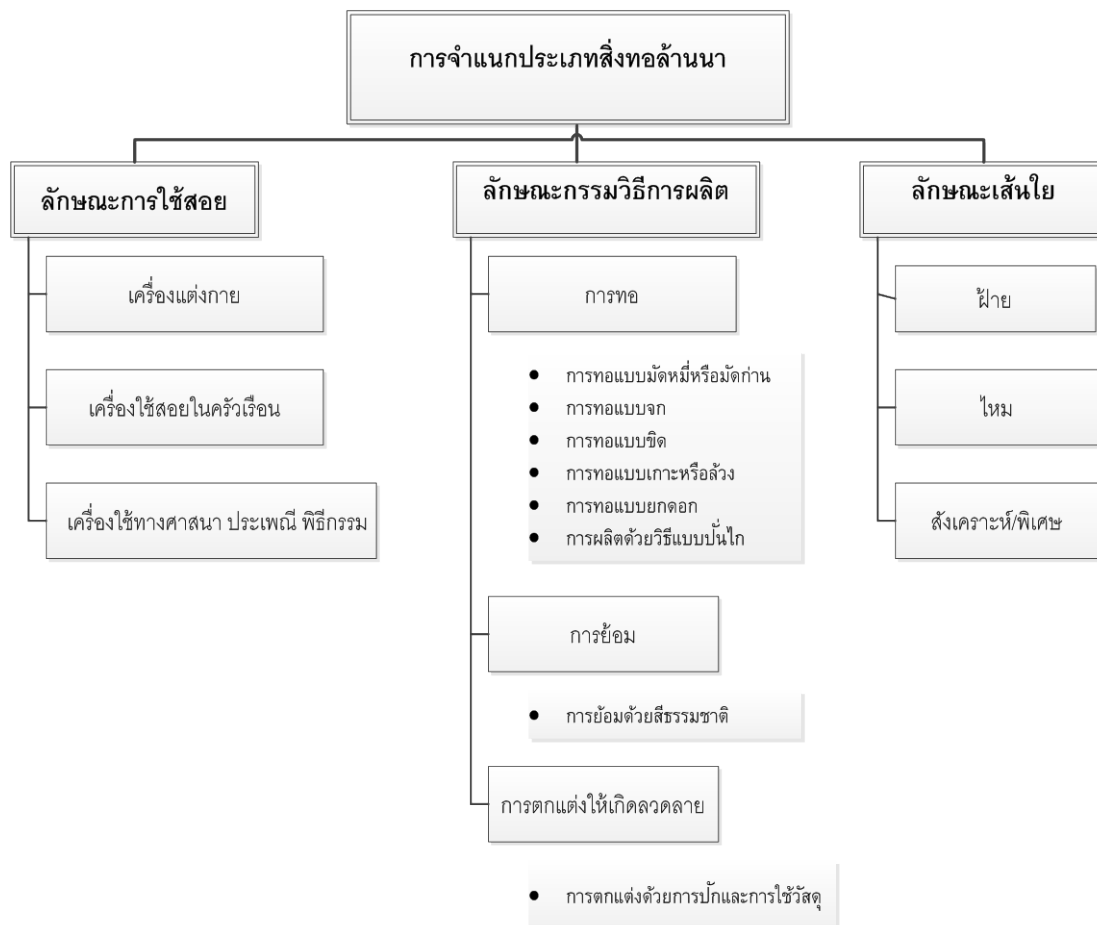 การจำแนกประเภทสิ่งทอล้านนา
ลักษณะการใช้สอย
เครื่องแต่งกาย
เครื่องใช้สอยในครัวเรือน
เครื่องใช้ทางศาสนา ประเพณี พิธีกรรม
ลักษณะกรรมวิธีการผลิต
การทอ
• การทอแบบมัดหมี่หรือมัดก่าน
• การทอแบบจก
• การทอแบบขิด
• การทอแบบเกาะหรือล้วง
• การทอแบบยกดอก
• การผลิตด้วยวิธีแบบปั่นไก
การย้อม
• การย้อมด้วยสีธรรมชาติ
การตกแต่งให้เกิดลวดลาย
• การตกแต่งด้วยการปักและการใช้วัสดุ
ลักษณะเส้นใย
ฝ้าย
ไหม
สังเคราะห์/พิเศษ